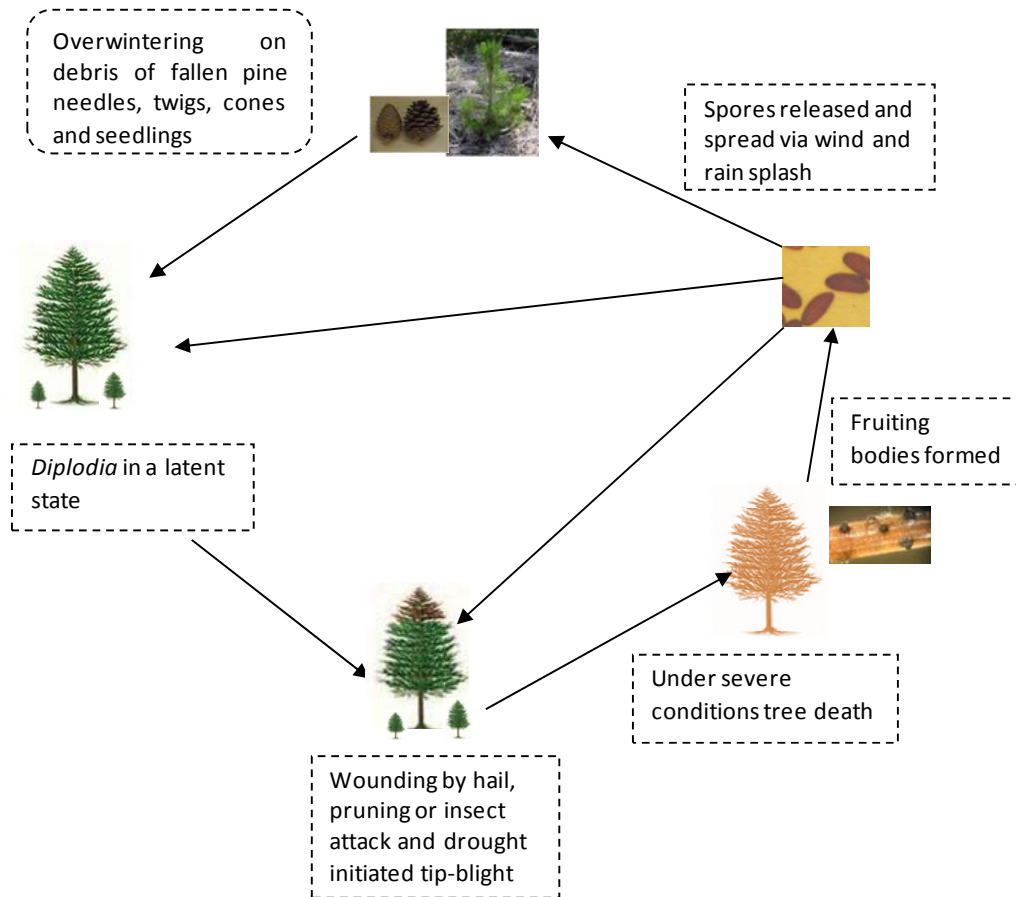 Overwintering on
debris of fallen pine
needles, twigs, cones
and seedlings
Spores released and
spread via wind and
rain splash
Fruiting
bodies formed
Diplodia in a latent
state
Under severe
conditions tree death
Wounding by hail,
pruning or insect
attack and drought
initiated tip-blight